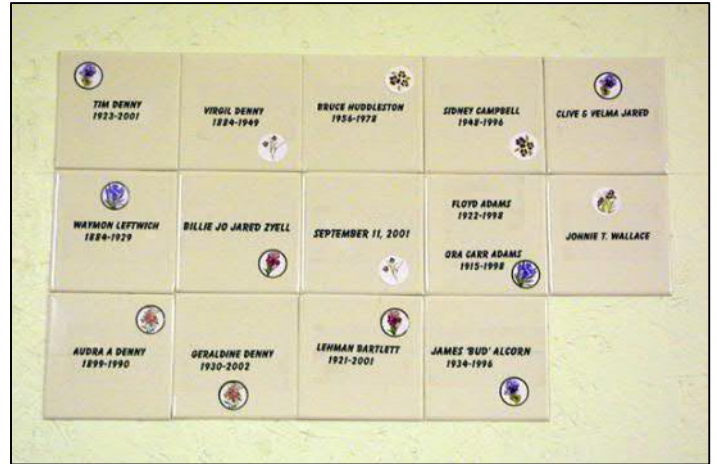 TIM DENNY
1923-2001
VIRGIL DENNY
1884-1949
BRUCE HUDDLESTON
1956-1978
SIDNEY CAMPBELL
1948-1996
CLIVE & VELMA JARED
WAYMON LEFTWICH
1884-1929
BILLIE JO JARED ZYELL
SEPTEMBER 11, 2001
FLOYD ADAMS
1922-1998
ORA CARR ADAMS
1915-1998
JOHNIE T. WALLACE
AUDRA A DENNY
1899-1990
GERALDINE DENNY
1930-2002
LEHMAN BARTLETT
1921-2001
JAMES 'BUD' ALCORN
1934-1996